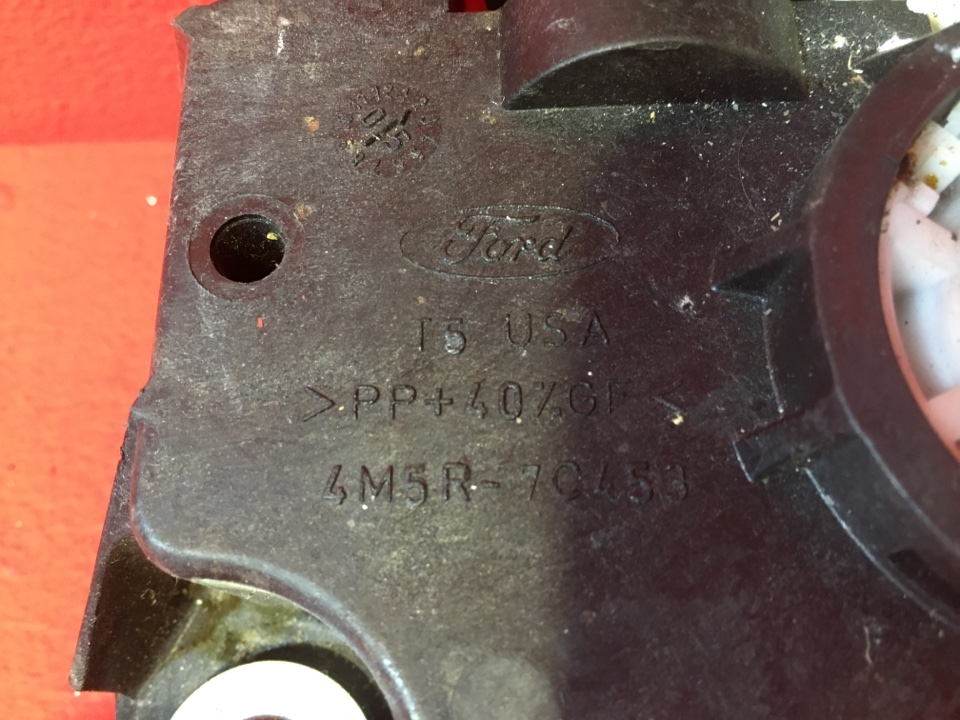 Ford
T5 USA
>PP+40%GF<
4M5R-7C453